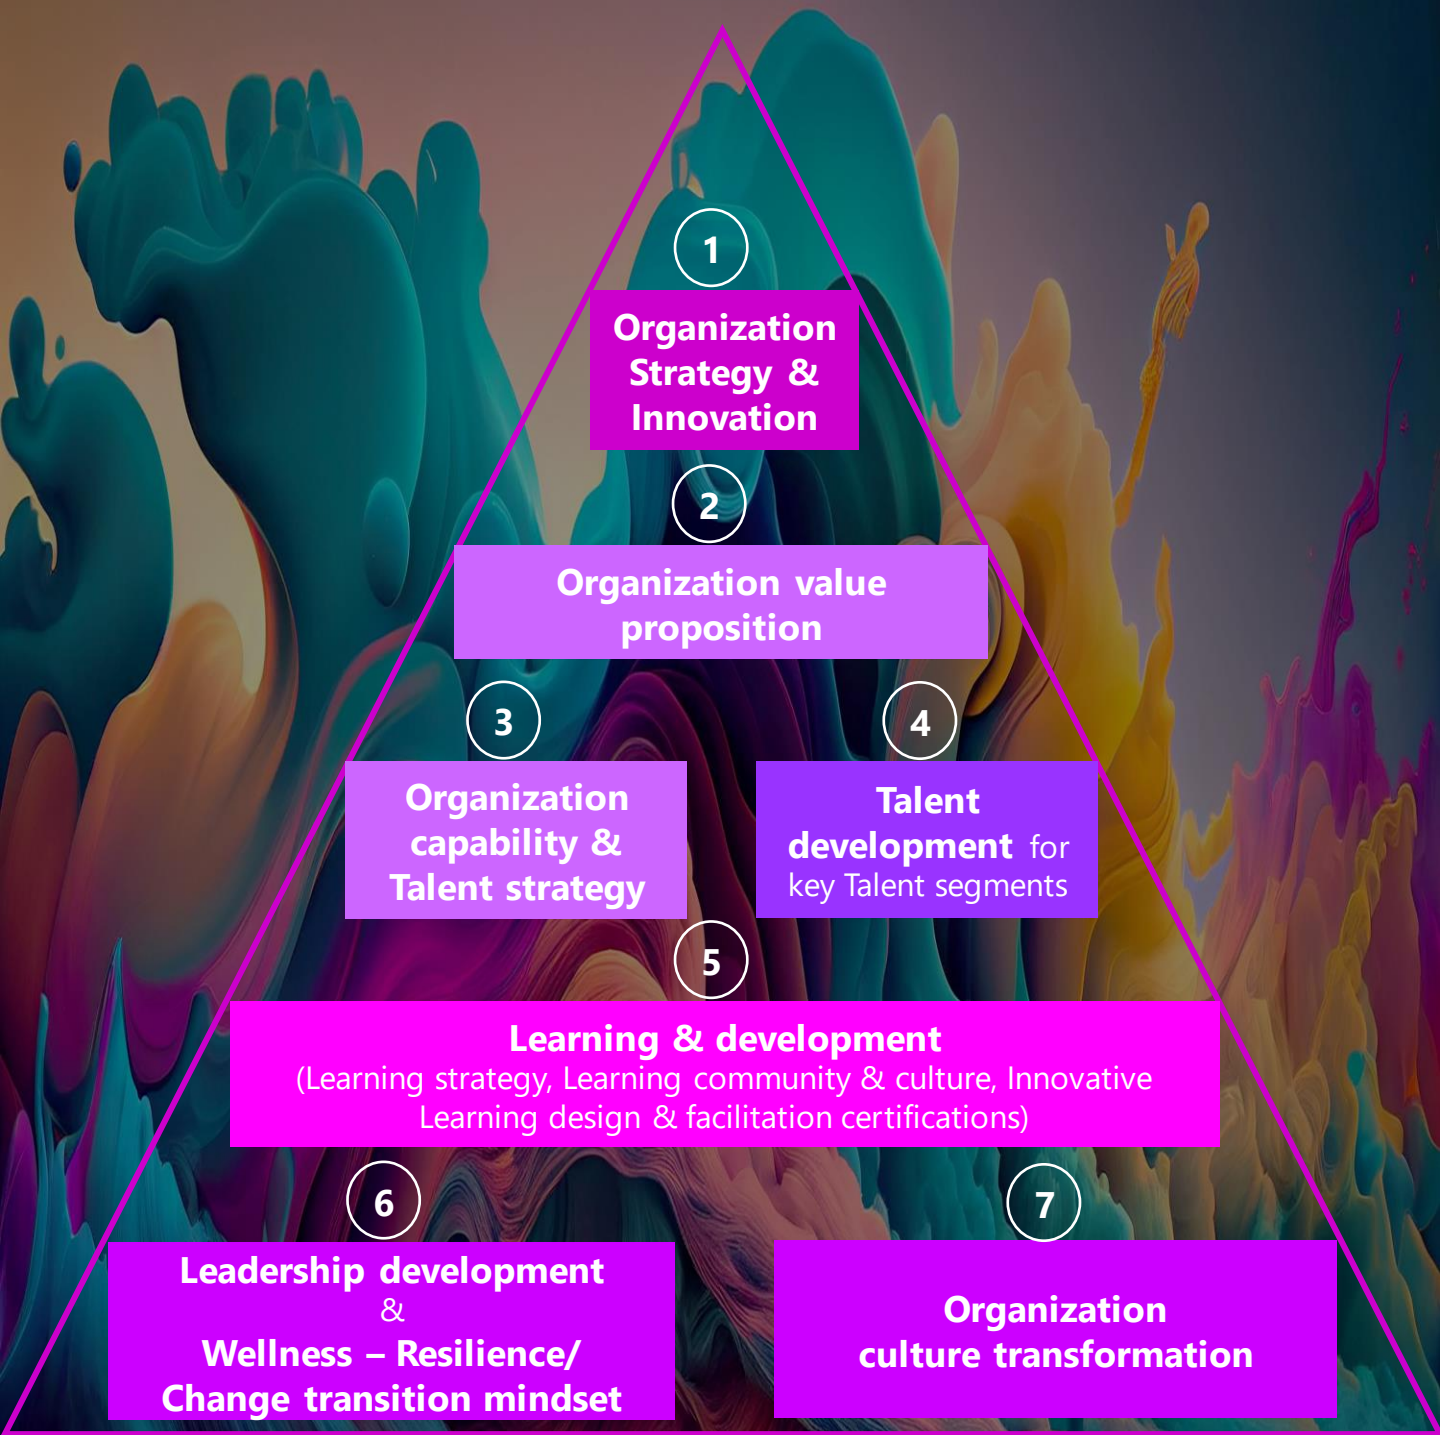 1
Organization
Strategy &
Innovation
2
Organization value
proposition
3
Organization
capability &
Talent strategy
4
Talent
development for
key Talent segments
5
Learning & development
(Learning strategy, Learning community & culture, Innovative
Learning design & facilitation certifications)
6
Leadership development
&
Wellness – Resilience/
Change transition mindset
7
Organization
culture transformation